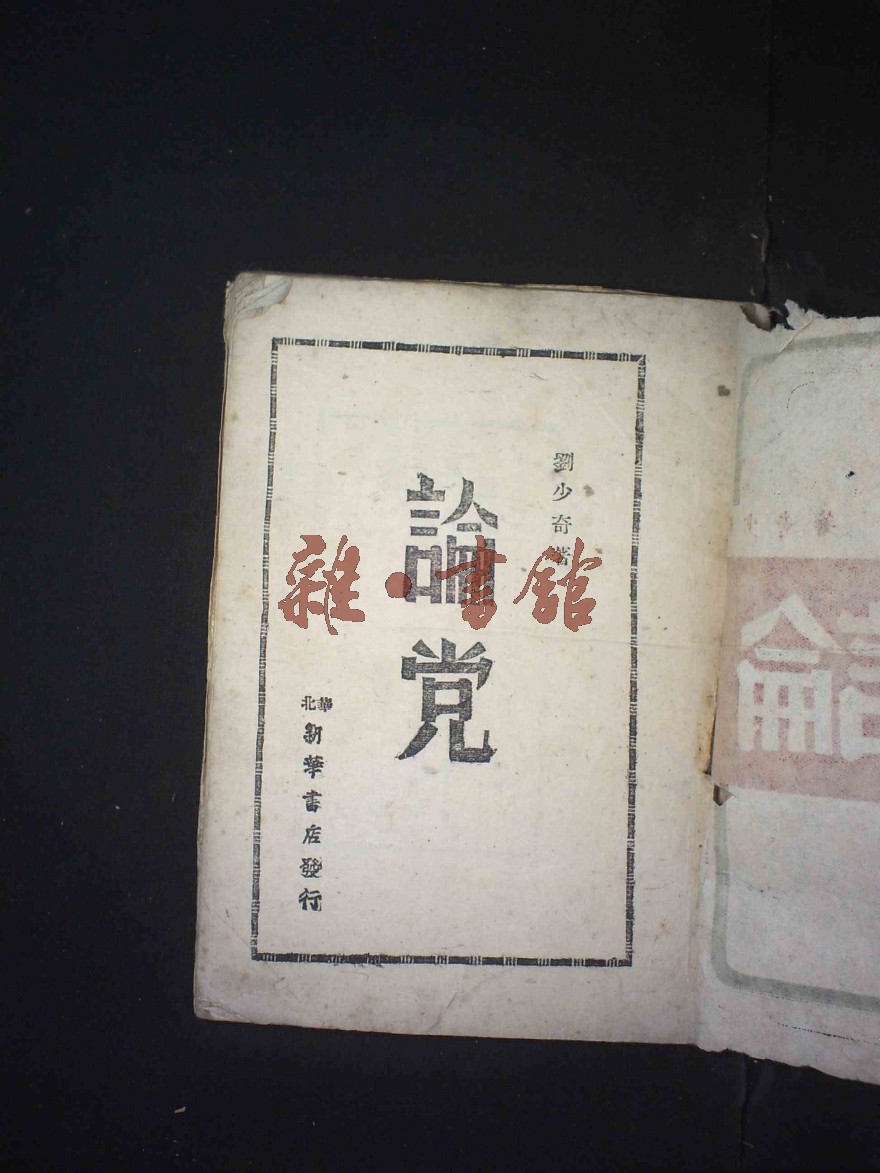 劉少奇著
論党
華北
新華書店發行
雜·書館
論